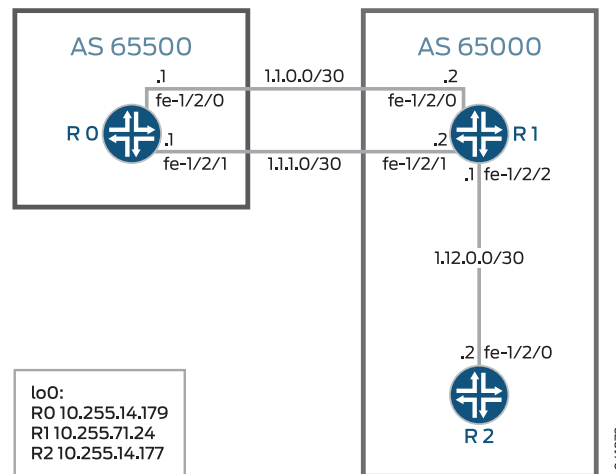 AS 65500
AS 65000
.1 1.1.0.0/30 .2
fe-1/2/0 fe-1/2/0
R0 .1 .2 R1
fe-1/2/1 1.1.1.0/30 fe-1/2/1 .1 fe-1/2/2
1.12.0.0/30
.2 fe-1/2/0
R2
lo0:
R0 10.255.14.179
R1 10.255.71.24
R2 10.255.14.177